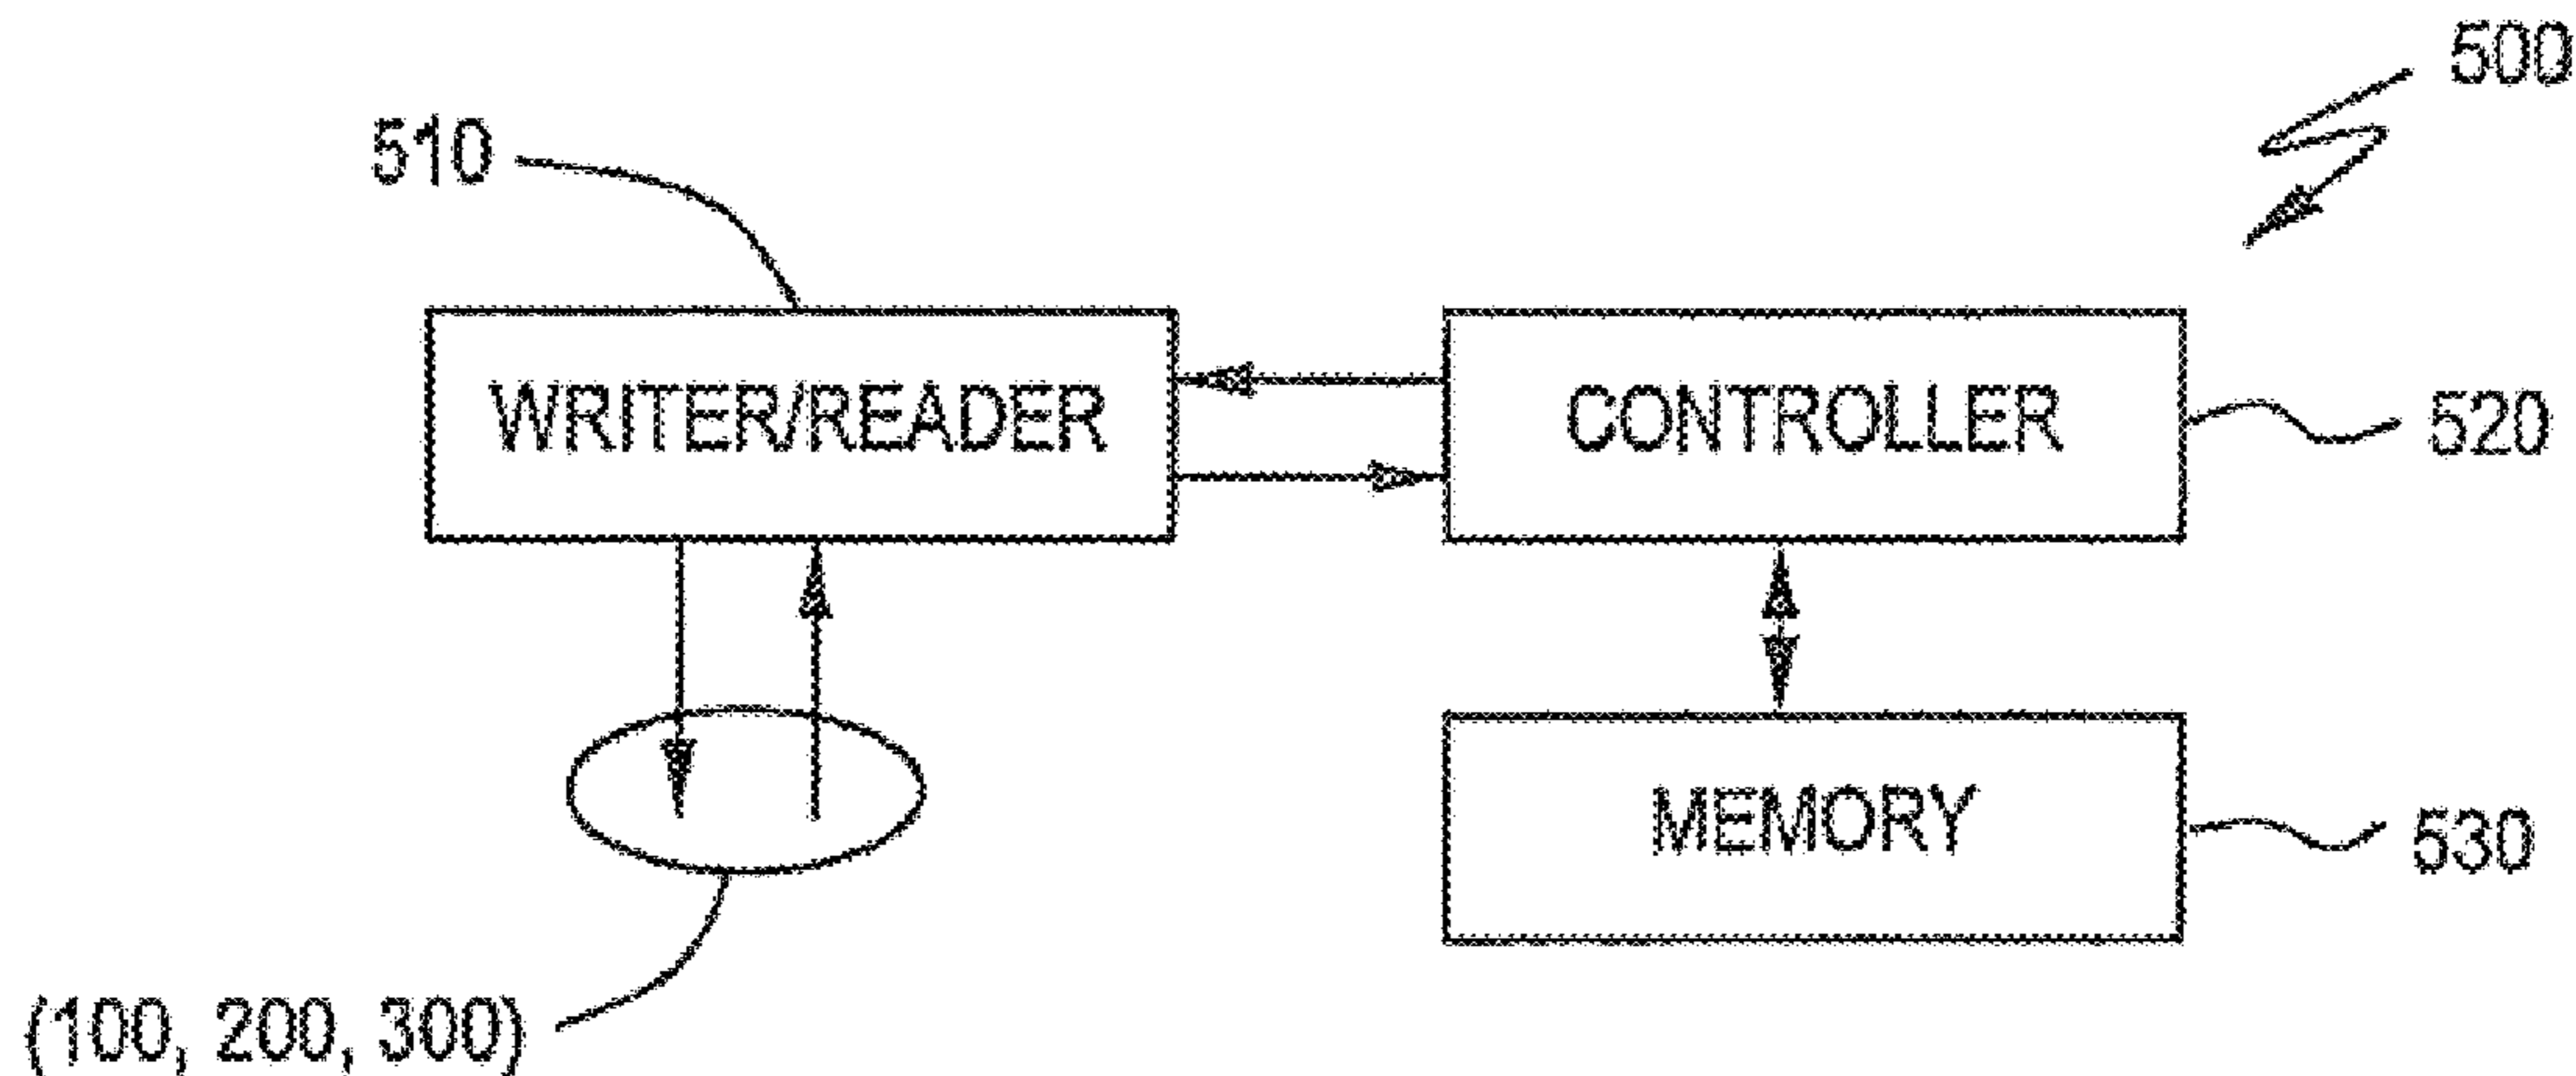 500
510
WRITER/READER
CONTROLLER
520
MEMORY
530
(100, 200, 300)